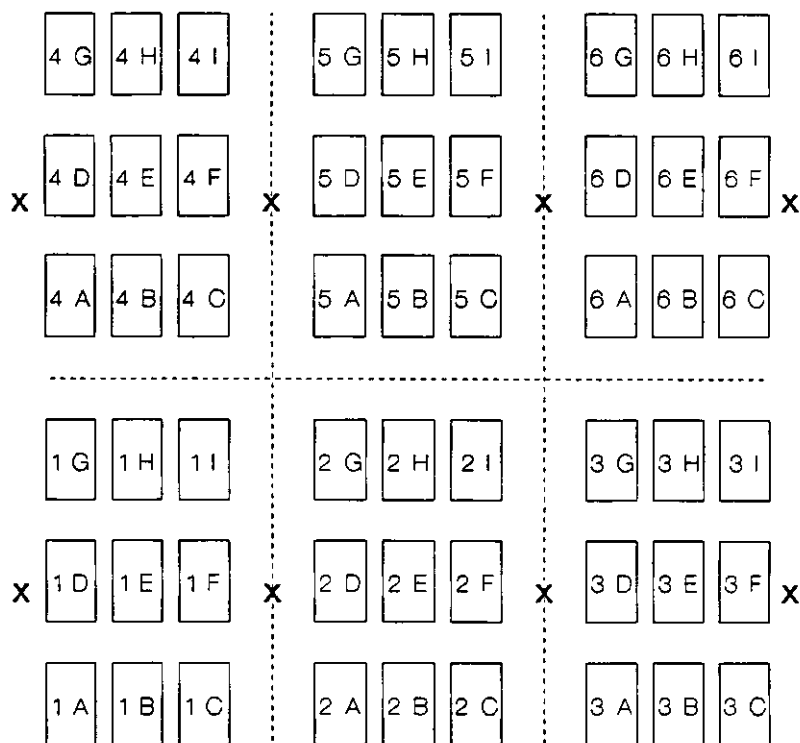 4 G 4 H 4 I 5 G 5 H 5 I 6 G 6 H 6 I
4 D 4 E 4 F 5 D 5 E 5 F 6 D 6 E 6 F
X X X X
4 A 4 B 4 C 5 A 5 B 5 C 6 A 6 B 6 C
1 G 1 H 1 I 2 G 2 H 2 I 3 G 3 H 3 I
1 D 1 E 1 F 2 D 2 E 2 F 3 D 3 E 3 F
X X X X
1 A 1 B 1 C 2 A 2 B 2 C 3 A 3 B 3 C